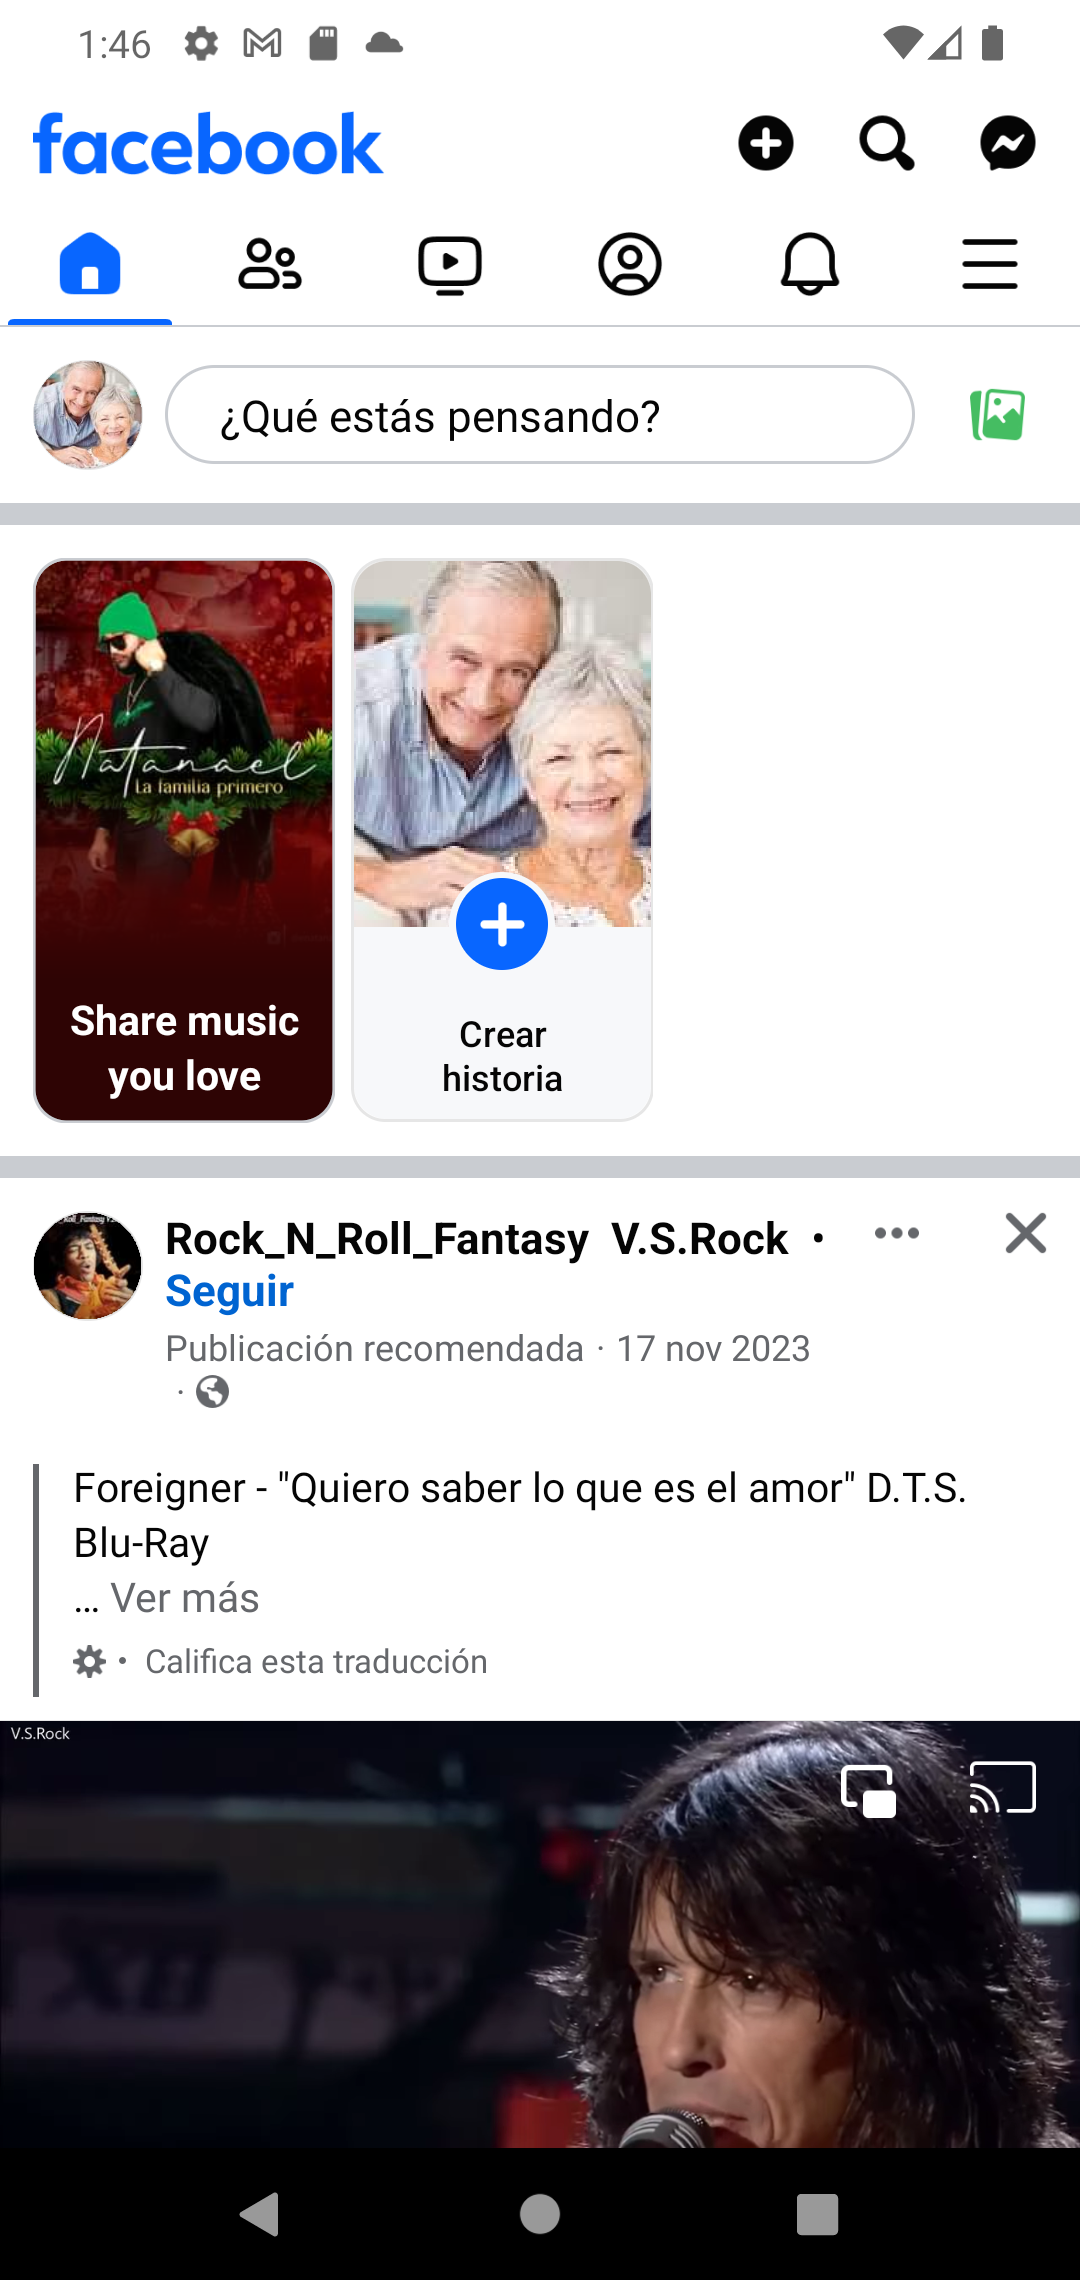 1:46
facebook
¿Qué estás pensando?
Natanael
La familia primero
Share music
you love
Crear
historia
Rock_N_Roll_Fantasy V.S.Rock •
Seguir
Publicación recomendada · 17 nov 2023
·
Foreigner - "Quiero saber lo que es el amor" D.T.S.
Blu-Ray
... Ver más
• Califica esta traducción
V.S.Rock